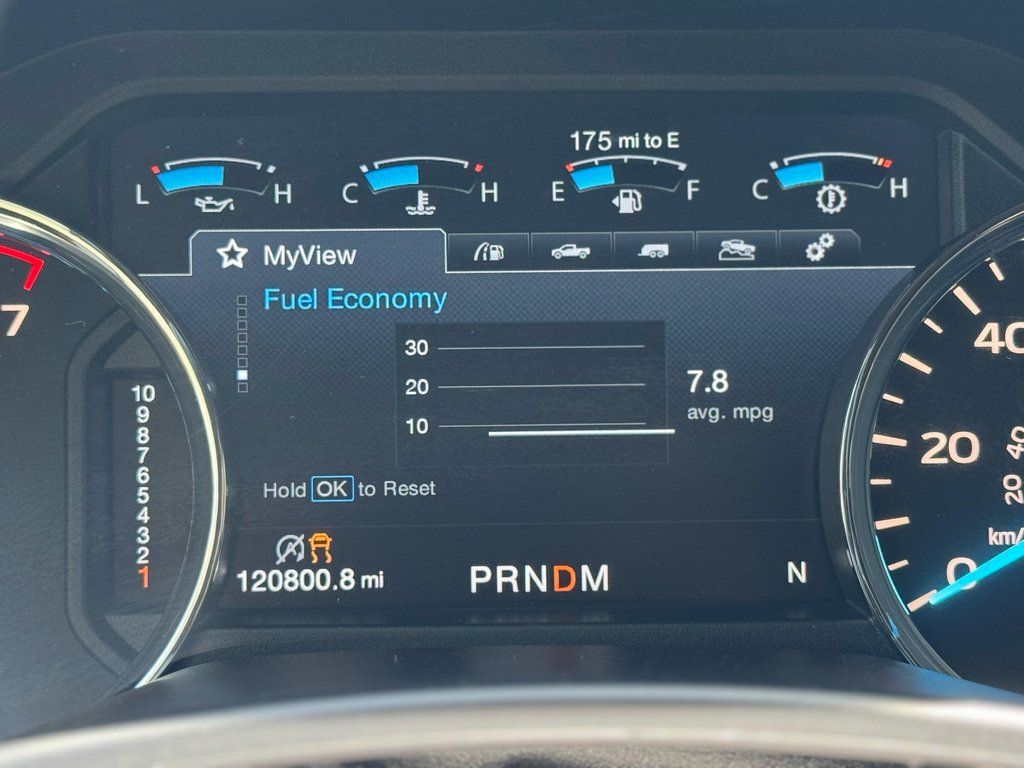 175 mi to E
L H
C H
E F
C H
MyView
Fuel Economy
30
20
10
7.8
avg. mpg
Hold OK to Reset
120800.8 mi
PRNDM
N
7
10
9
8
7
6
5
4
3
2
1
40
20
0
40
20
km/